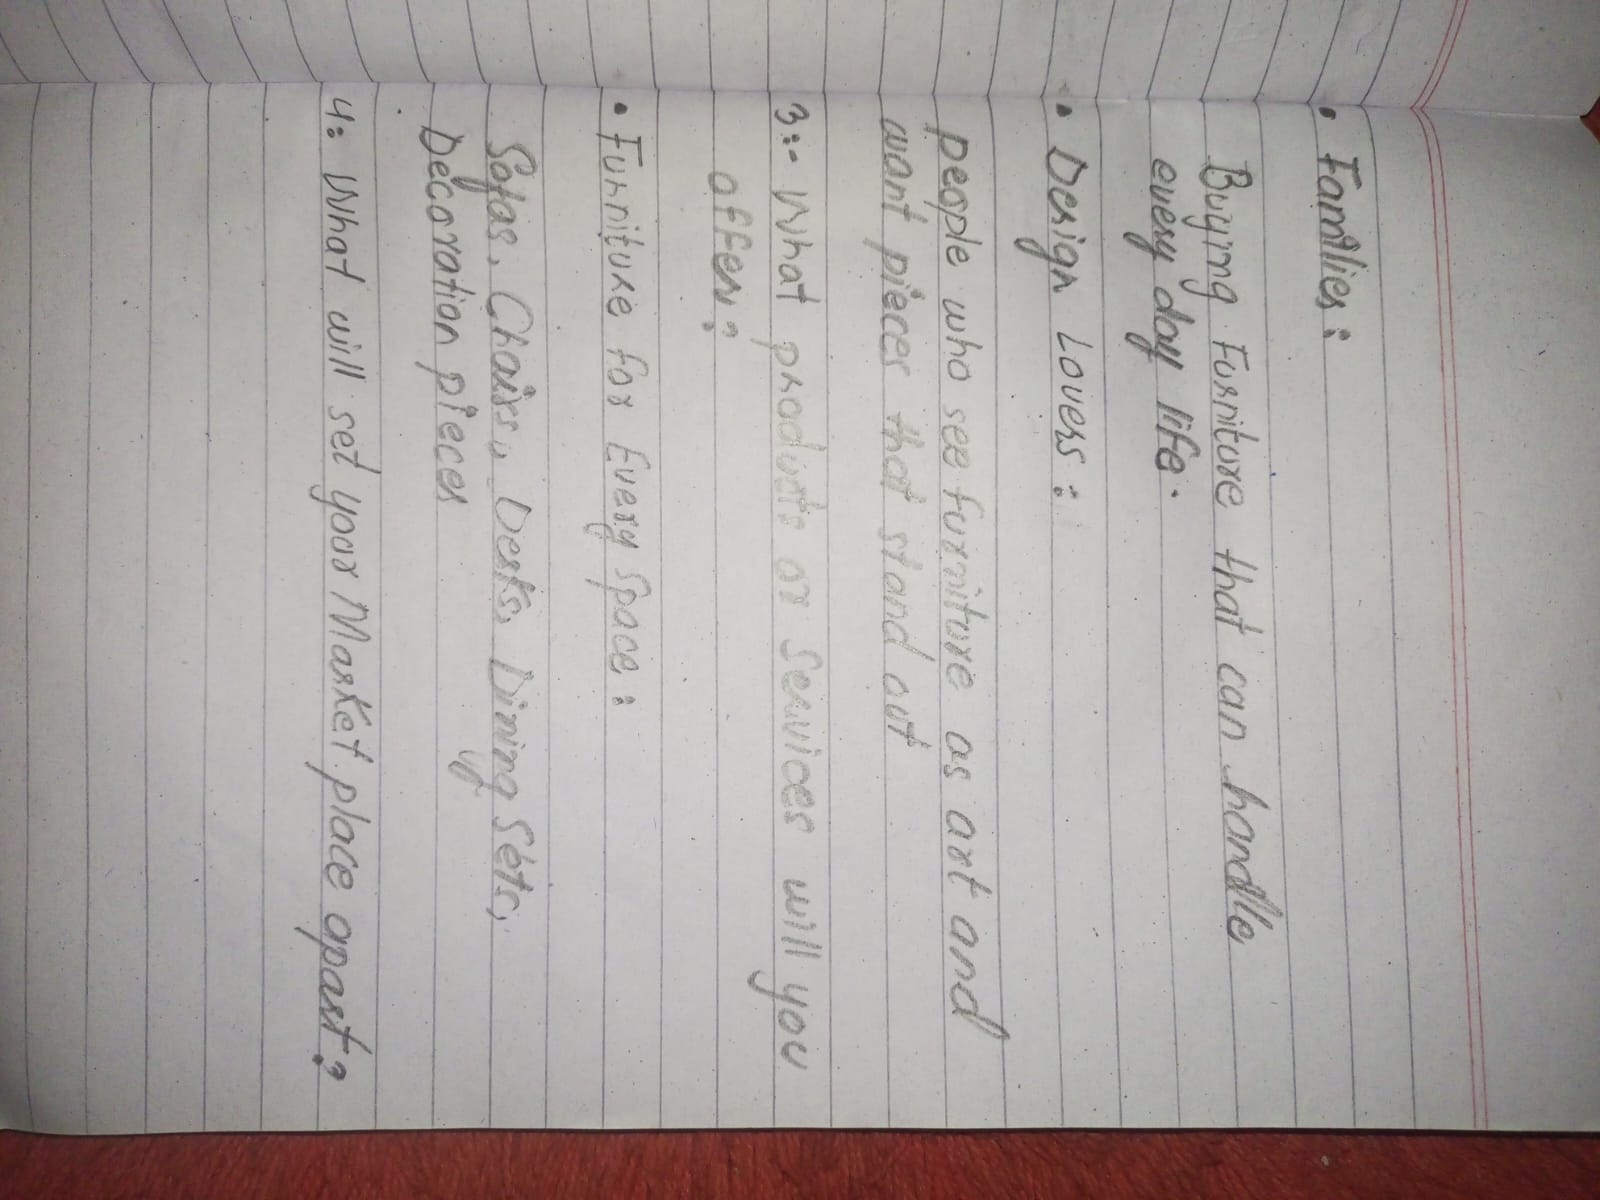 • Families:
Buying Furniture that can handle
every day life.
• Design Lovers:
people who see furniture as art and
want pieces that stand out
3:- What products or Services will you
offer?
• Furniture for Every Space:
Sofas, Chairs, Desks, Dining Sets,
Decoration pieces
4: What will set your Market place apart?